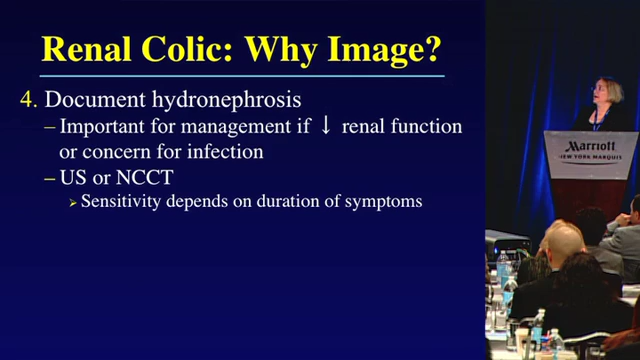 Renal Colic: Why Image?
4. Document hydronephrosis
– Important for management if ↓ renal function
or concern for infection
– US or NCCT
➤ Sensitivity depends on duration of symptoms
Marriott
NEW YORK MARQUIS